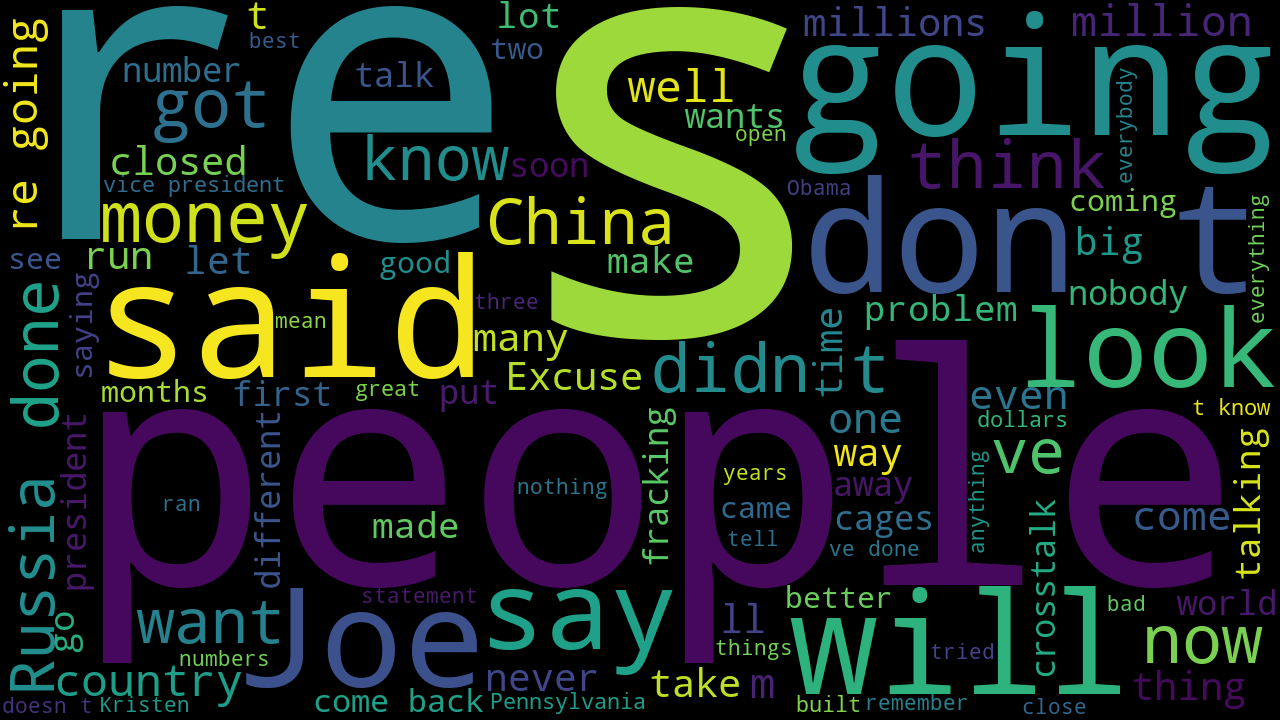 re
s
going
re going
t
best
lot
two
millions
million
number
got
talk
well
wants
open
everybody
closed
know
soon
think
vice president
Obama
money
China
don t
coming
big
everything
see
run
let
good
make
saying
said
mean
three
many
problem
nobody
look
Russia
done
Excuse
didn t
time
months
first
great
put
even
t know
people
president
different
ran
nothing
fracking
years
one
way
dollars
ve
talking
made
came
tell
away
cages
ve done
anything
crosstalk
come
go
want
Joe
statement
say
ll
better
things
will
tried
bad
world
now
numbers
country
never
take
m
thing
doesn t
Kristen
come back
Pennsylvania
built
remember
close